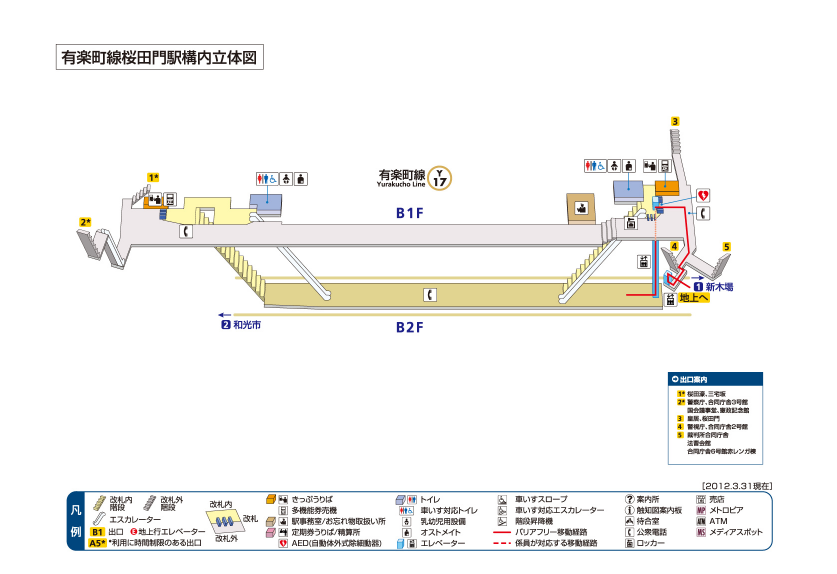 有楽町線桜田門駅構内立体図
3
有楽町線
Yurakucho Line
Y
17
1*
2*
B1F
4
5
1 新木場
地上へ
2 和光市
B2F
出口案内
1* 桜田濠、三宅坂
2* 警察庁、合同庁舎3号館
国会議事堂、憲政記念館
3 皇居、桜田門
4 警視庁、合同庁舎2号館
5 裁判所合同庁舎
法曹会館
合同庁舎6号館赤レンガ棟
[2012.3.31現在]
凡例
改札内階段
改札外階段
エスカレーター
B1 出口
E 地上行エレベーター
A5* *利用に時間制限のある出口
改札内
改札
改札外
きっぷうりば
多機能券売機
駅事務室/お忘れ物取扱い所
定期券うりば/精算所
AED(自動体外式除細動器)
トイレ
車いす対応トイレ
乳幼児用設備
オストメイト
エレベーター
車いすスロープ
車いす対応エスカレーター
階段昇降機
バリアフリー移動経路
係員が対応する移動経路
案内所
触知図案内板
待合室
公衆電話
ロッカー
売店
MP メトロピア
ATM ATM
MS メディアスポット